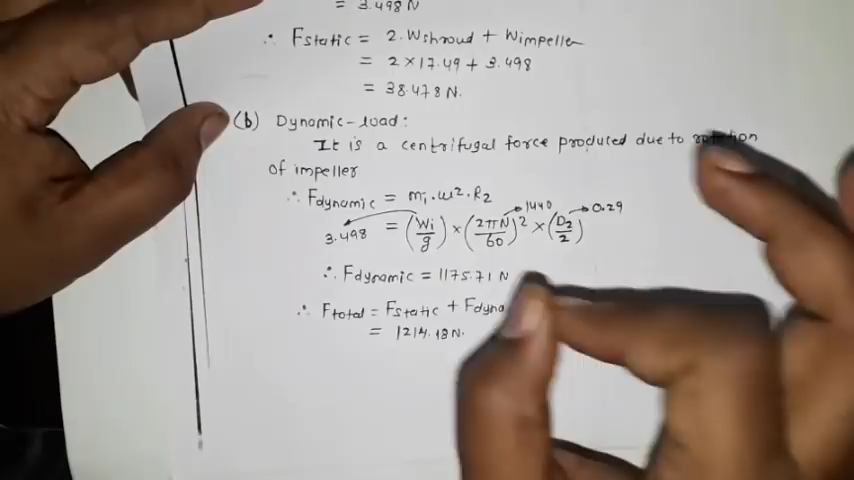 = 3.498 N
∴ Fstatic = 2.Wshroud + Wimpeller
= 2 × 17.49 + 3.498
= 38.478 N.
(b) Dynamic-load:
It is a centrifugal force produced due to rotation
of impeller
∴ Fdynamic = mi.ω².R2
3.498 = (Wi/g) × (2πN/60)² × (D2/2) 1440 0.29
∴ Fdynamic = 1175.71 N
∴ Ftotal = Fstatic + Fdyna
= 1214.18 N.